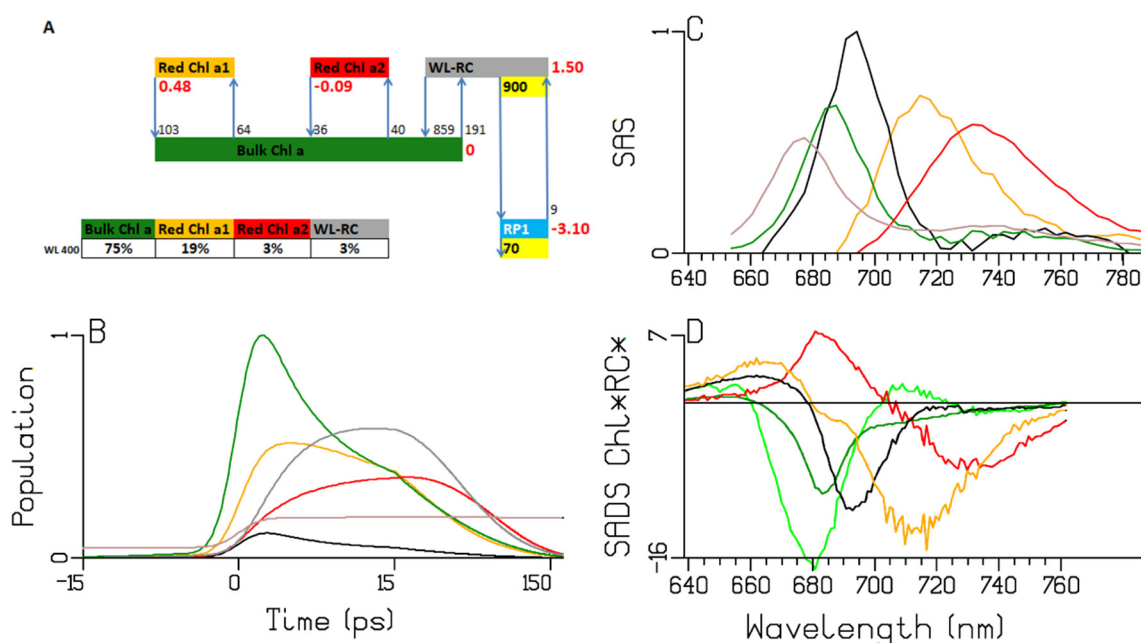 A
Red Chl a1 Red Chl a2 WL-RC 1.50
0.48 -0.09 900
103 64 36 40 859 191
Bulk Chl a 0
9
Bulk Chl a Red Chl a1 Red Chl a2 WL-RC RP1 -3.10
WL 400 75% 19% 3% 3% 70
C
1
SAS
0
640 660 680 700 720 740 760 780
B
1
Population
0
-15 0 15 150
Time (ps)
D
7
SADS Chl*RC*
-16
640 660 680 700 720 740 760 780
Wavelength (nm)